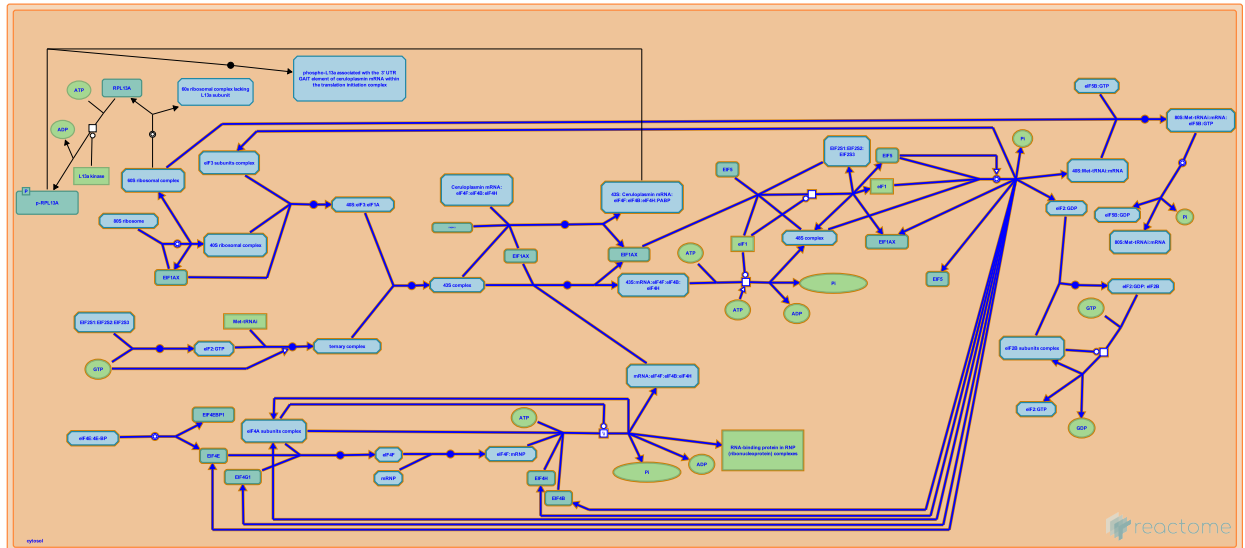 phospho-L13a associated wth the 3' UTR
GAIT element of ceruloplasmin mRNA within
the translation initiation complex
ATP
RPL13A
60s ribosomal complex lacking
L13a subunit
ADP
L13a kinase
P
p-RPL13A
60S ribosomal complex
eIF3 subunits complex
80S ribosome
40S ribosomal complex
EIF1AX
40S:eIF3:eIF1A
Ceruloplasmin mRNA:
eIF4F:eIF4B:eIF4H
43S: Ceruloplasmin mRNA:
eIF4F:eIF4B:eIF4H:PABP
EIF1AX
EIF1AX
43S complex
43S:mRNA:eIF4F:eIF4B:
eIF4H
EIF5
EIF2S1:EIF2S2:
EIF2S3
EIF5
eIF1
eIF1
48S complex
EIF1AX
ATP
ATP
ADP
Pi
Pi
EIF5
eIF5B:GTP
80S:Met-tRNAi:mRNA:
eIF5B:GTP
48S:Met-tRNAi:mRNA
eIF2:GDP
eIF5B:GDP
Pi
80S:Met-tRNAi:mRNA
eIF2:GDP: eIF2B
GTP
eIF2B subunits complex
eIF2:GTP
GDP
EIF2S1:EIF2S2:EIF2S3
Met-tRNAi
eIF2:GTP
ternary complex
GTP
mRNA:eIF4F:eIF4B:eIF4H
EIF4EBP1
eIF4E:4E-BP
EIF4E
eIF4A subunits complex
EIF4G1
eIF4F
mRNP
eIF4F:mRNP
ATP
EIF4H
EIF4B
Pi
ADP
RNA-binding protein in RNP
(ribonucleoprotein) complexes
cytosol
reactome